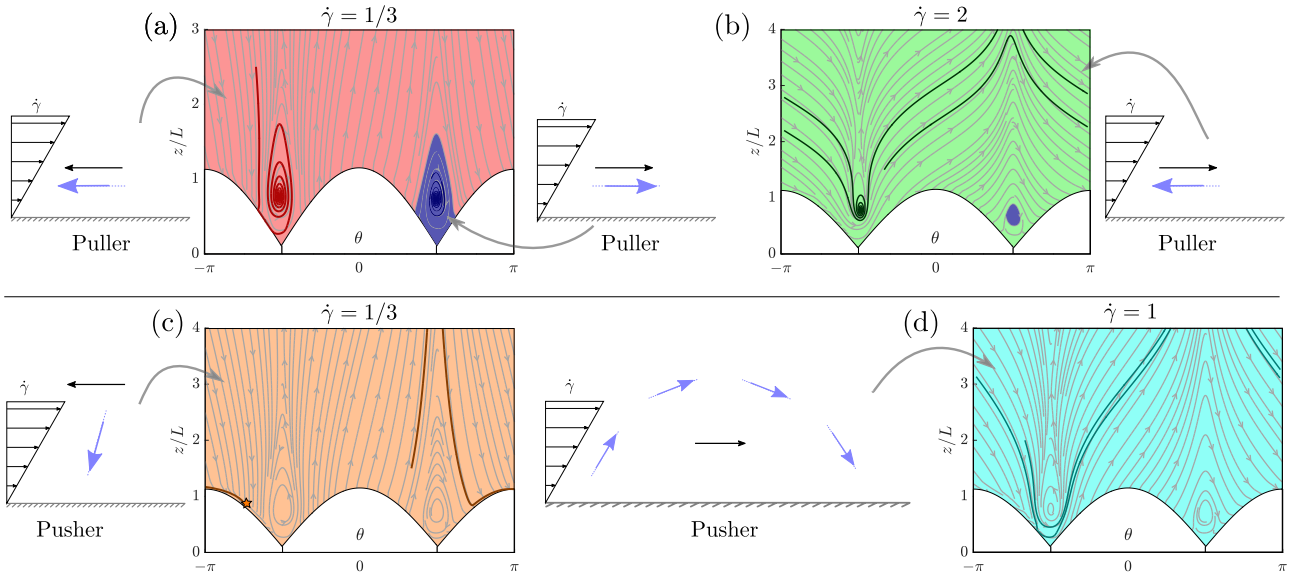 (a)
γ̇ = 1/3
z/L
3
2
1
0
−π
0
π
θ
γ̇
Puller
γ̇
Puller
(b)
γ̇ = 2
z/L
4
3
2
1
0
−π
0
π
θ
γ̇
Puller
(c)
γ̇ = 1/3
z/L
4
3
2
1
0
−π
0
π
θ
γ̇
Pusher
γ̇
Pusher
(d)
γ̇ = 1
z/L
4
3
2
1
0
−π
0
π
θ